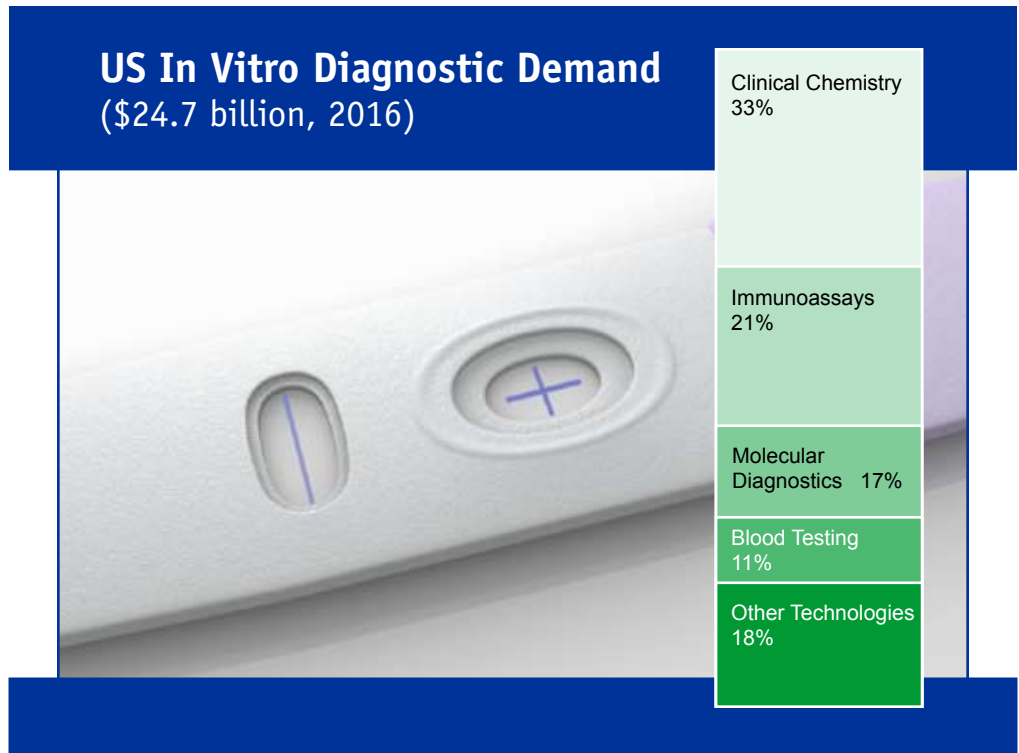 US In Vitro Diagnostic Demand
($24.7 billion, 2016)
Clinical Chemistry
33%
Immunoassays
21%
Molecular
Diagnostics 17%
Blood Testing
11%
Other Technologies
18%